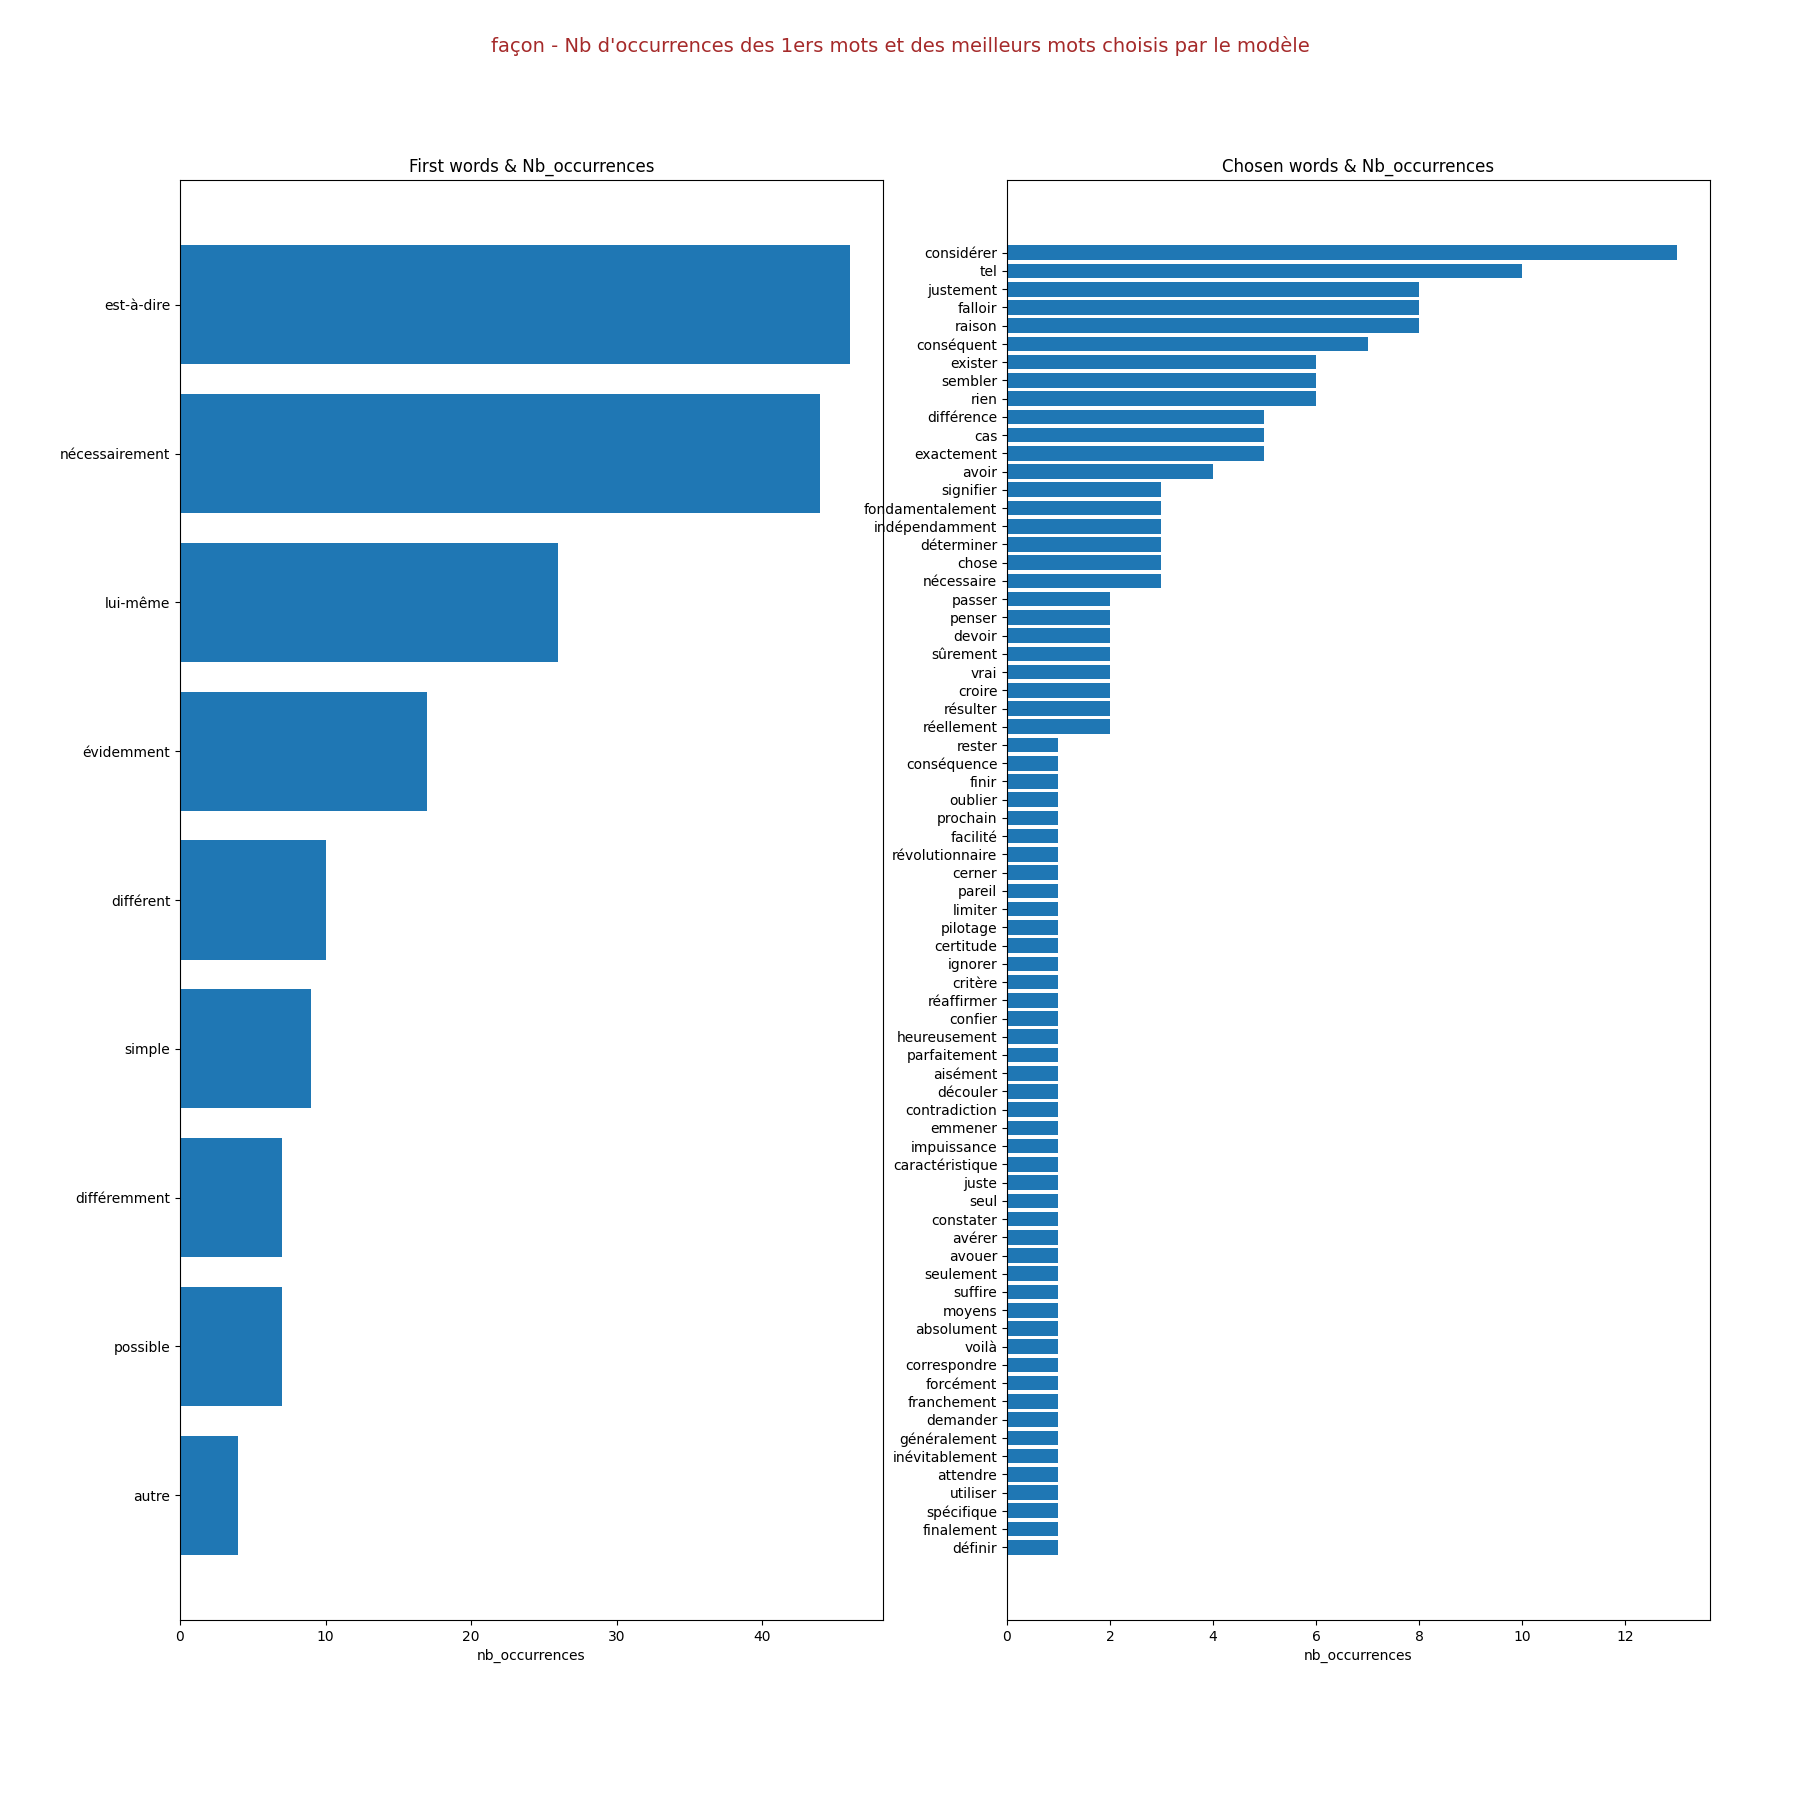 façon - Nb d'occurrences des 1ers mots et des meilleurs mots choisis par le modèle
First words & Nb_occurrences
est-à-dire
nécessairement
lui-même
évidemment
différent
simple
différemment
possible
autre
0 10 20 30 40
nb_occurrences
Chosen words & Nb_occurrences
considérer
tel
justement
falloir
raison
conséquent
exister
sembler
rien
différence
cas
exactement
avoir
signifier
fondamentalement
indépendamment
déterminer
chose
nécessaire
passer
penser
devoir
sûrement
vrai
croire
résulter
réellement
rester
conséquence
finir
oublier
prochain
facilité
révolutionnaire
cerner
pareil
limiter
pilotage
certitude
ignorer
critère
réaffirmer
confier
heureusement
parfaitement
aisément
découler
contradiction
emmener
impuissance
caractéristique
juste
seul
constater
avérer
avouer
seulement
suffire
moyens
absolument
voilà
correspondre
forcément
franchement
demander
généralement
inévitablement
attendre
utiliser
spécifique
finalement
définir
0 2 4 6 8 10 12
nb_occurrences